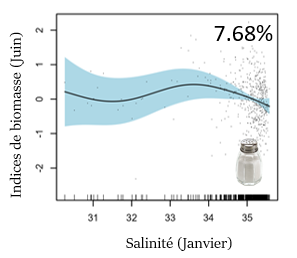 7.68%
Indices de biomasse (Juin)
2
1
0
-1
-2
31 32 33 34 35
Salinité (Janvier)